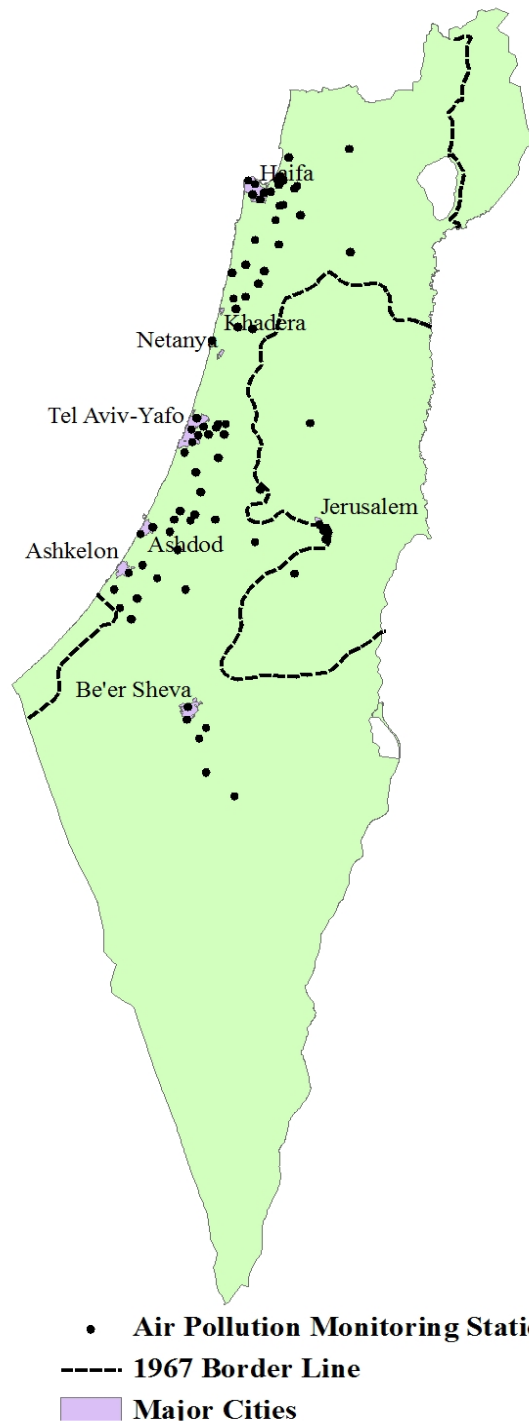 Haifa
Khadera
Netanya
Tel Aviv-Yafo
Jerusalem
Ashdod
Ashkelon
Be'er Sheva
Air Pollution Monitoring Stati
1967 Border Line
Major Cities